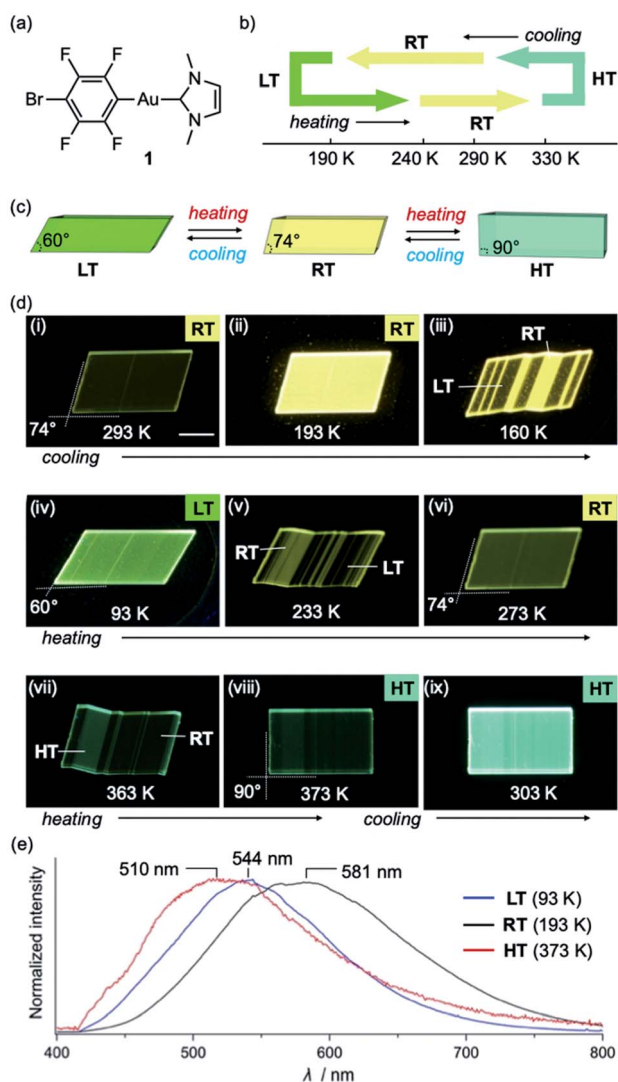 (a)
F
F
Br
Au
N
N
F
F
1
b)
RT
cooling
LT
HT
heating
RT
190 K
240 K
290 K
330 K
(c)
60°
heating
cooling
74°
heating
cooling
90°
LT
RT
HT
(d)
(i)
RT
74°
293 K
(ii)
RT
193 K
(iii)
RT
LT
160 K
cooling
(iv)
LT
60°
93 K
(v)
RT
LT
233 K
(vi)
RT
74°
273 K
heating
(vii)
HT
RT
363 K
(viii)
HT
90°
373 K
(ix)
HT
303 K
heating
cooling
(e)
510 nm
544 nm
581 nm
LT (93 K)
RT (193 K)
HT (373 K)
Normalized intensity
400
500
600
700
800
λ / nm